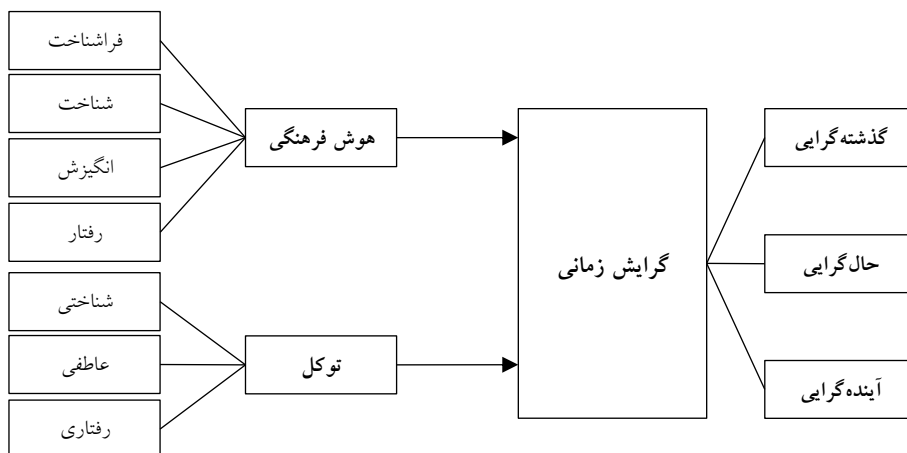 فراشناخت
شناخت
انگیزش
رفتار
هوش فرهنگی
شناختی
عاطفی
رفتاری
توکل
گرایش زمانی
گذشته‌گرایی
حال‌گرایی
آینده‌گرایی